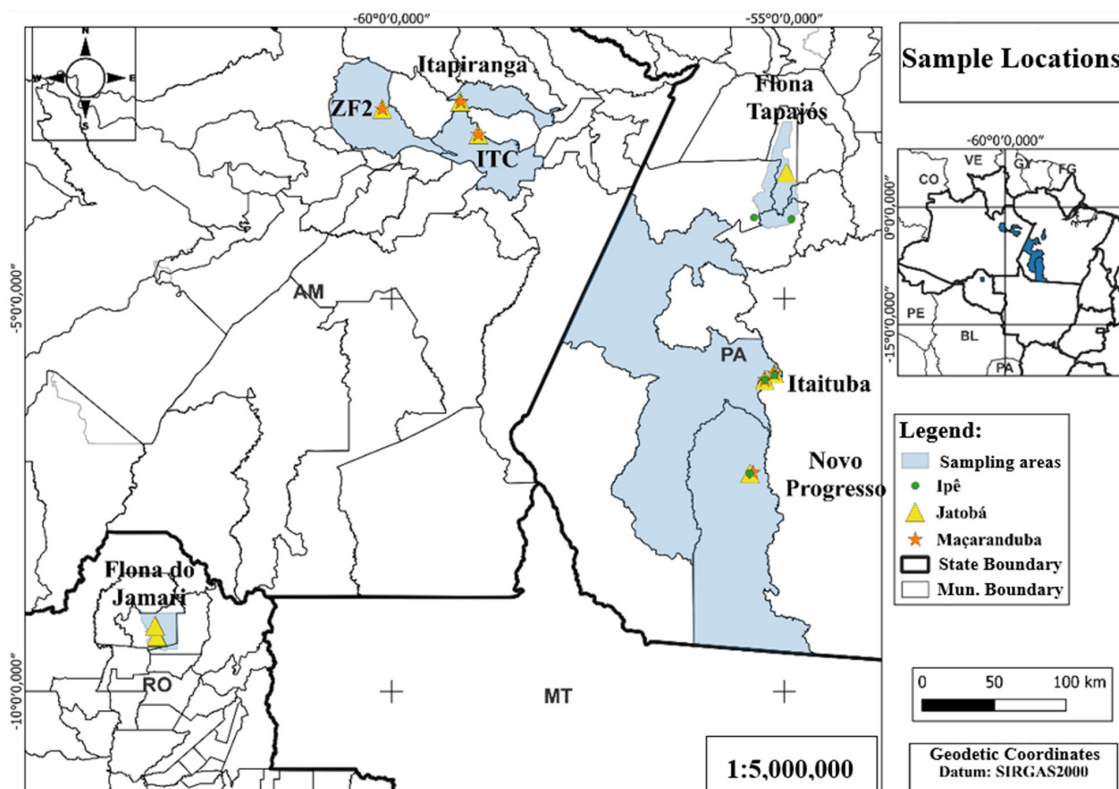 -60°0'0,000"
-55°0'0,000"
N
W
E
S
Itapiranga
ZF2
ITC
Flona
Tapajós
-5°0'0,000"
AM
PA
Itaituba
Novo
Progresso
Flona do
Jamari
RO
-10°0'0,000"
MT
1:5,000,000
Sample Locations
-60°0'0,000"
VE
GY
FG
CO
0°0'0,000"
PE
BL
PA
-15°0'0,000"
Legend:
Sampling areas
Ipê
Jatobá
Maçaranduba
State Boundary
Mun. Boundary
0
50
100 km
Geodetic Coordinates
Datum: SIRGAS2000